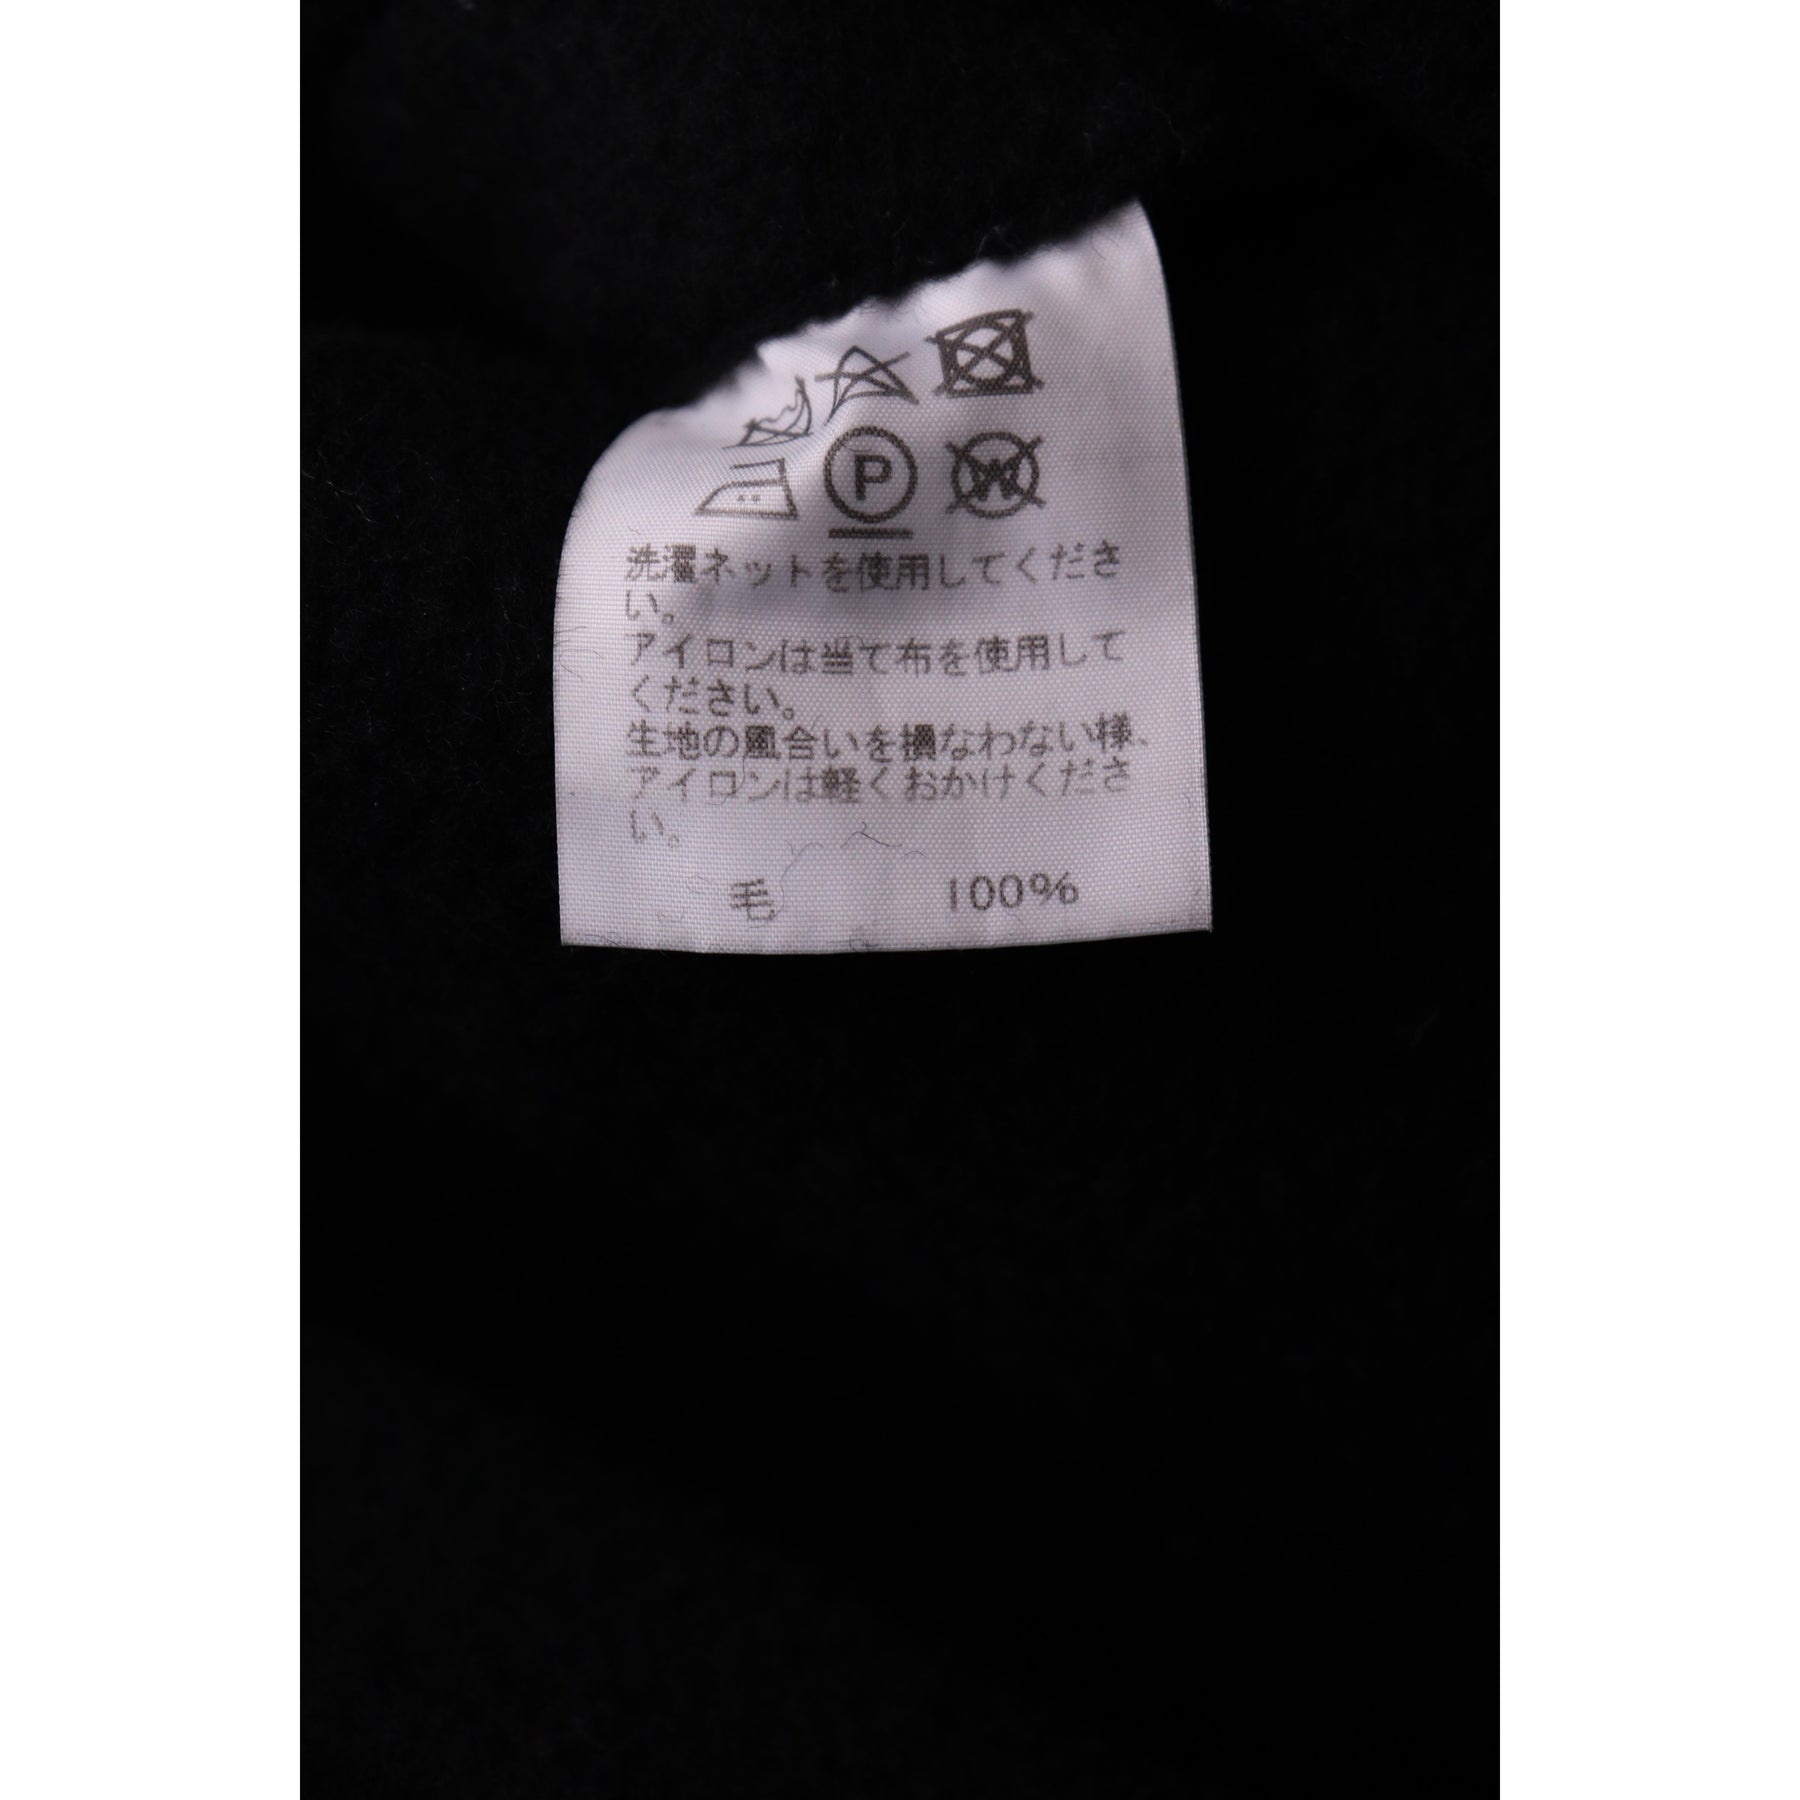 P W
洗濯ネットを使用してくださ
い。
アイロンは当て布を使用して
ください。
生地の風合いを損なわない様、
アイロンは軽くおかけくださ
い。
毛 100%